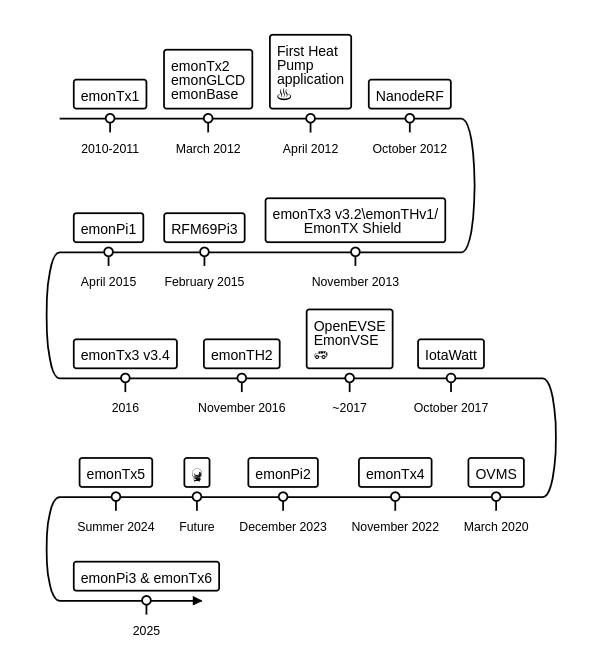 emonTx1
2010-2011
emonTx2
emonGLCD
emonBase
March 2012
First Heat
Pump
application
♨
April 2012
NanodeRF
October 2012
emonPi1
April 2015
RFM69Pi3
February 2015
emonTx3 v3.2\emonTHv1/
EmonTX Shield
November 2013
emonTx3 v3.4
2016
emonTH2
November 2016
OpenEVSE
EmonVSE
~2017
IotaWatt
October 2017
emonTx5
Summer 2024
Future
emonPi2
December 2023
emonTx4
November 2022
OVMS
March 2020
emonPi3 & emonTx6
2025